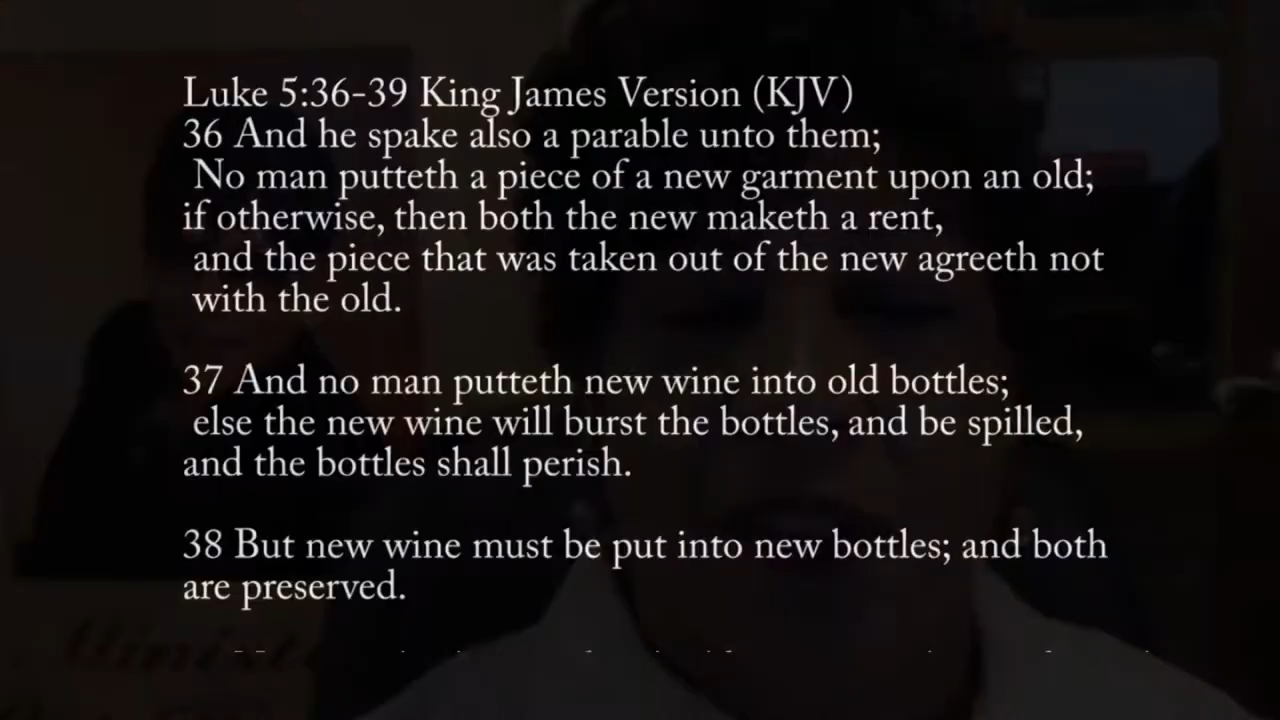 Luke 5:36-39 King James Version (KJV)
36 And he spake also a parable unto them;
No man putteth a piece of a new garment upon an old;
if otherwise, then both the new maketh a rent,
and the piece that was taken out of the new agreeth not
with the old.
37 And no man putteth new wine into old bottles;
else the new wine will burst the bottles, and be spilled,
and the bottles shall perish.
38 But new wine must be put into new bottles; and both
are preserved.